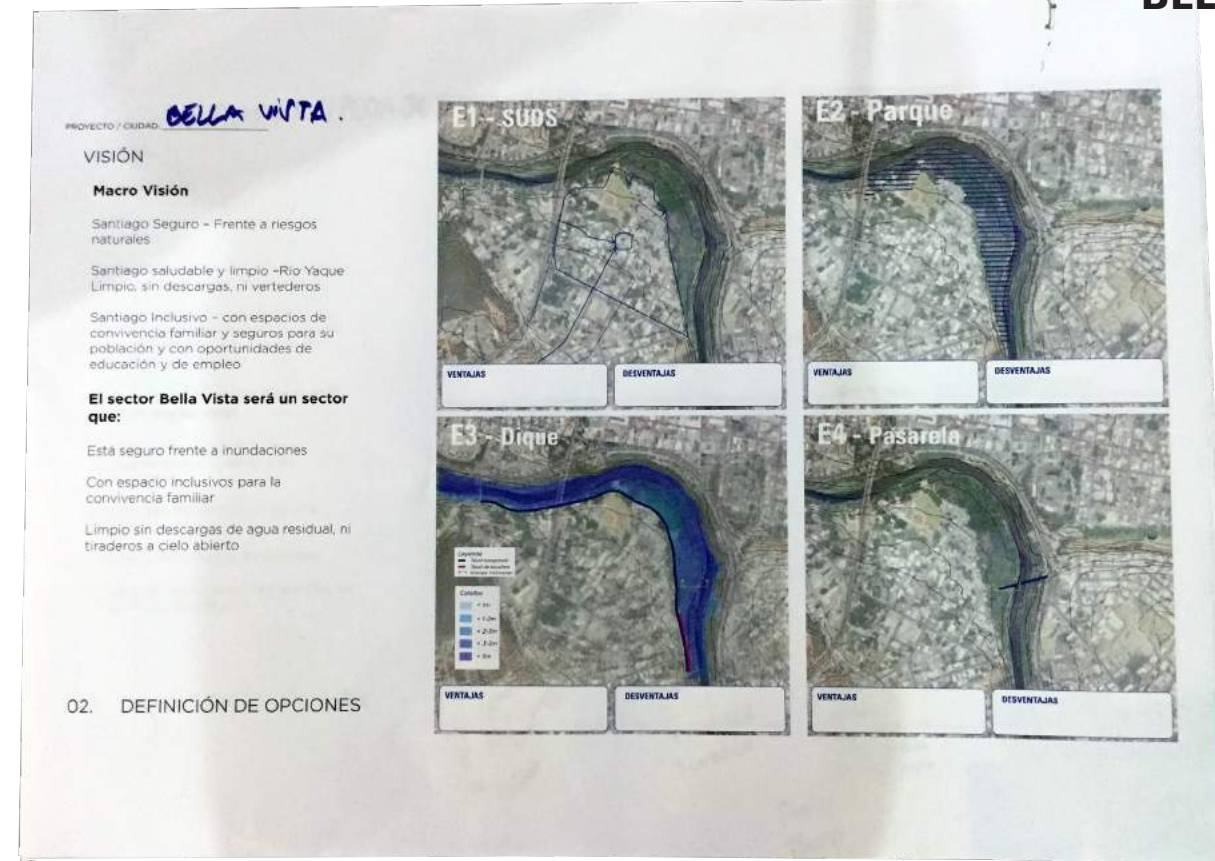 BEL
PROYECTO / CIUDAD: BELLA VISTA.
VISIÓN
Macro Visión
Santiago Seguro – Frente a riesgos
naturales
Santiago saludable y limpio –Rio Yaque
Limpio, sin descargas, ni vertederos
Santiago Inclusivo – con espacios de
convivencia familiar y seguros para su
población y con oportunidades de
educación y de empleo
El sector Bella Vista será un sector
que:
Está seguro frente a inundaciones
Con espacio inclusivos para la
convivencia familiar
Limpio sin descargas de agua residual, ni
tiraderos a cielo abierto
02. DEFINICIÓN DE OPCIONES
E1 - SUDS
VENTAJAS
DESVENTAJAS
E2 - Parque
VENTAJAS
DESVENTAJAS
E3 - Dique
Leyenda
Calados
VENTAJAS
DESVENTAJAS
E4 - Pasarela
VENTAJAS
DESVENTAJAS